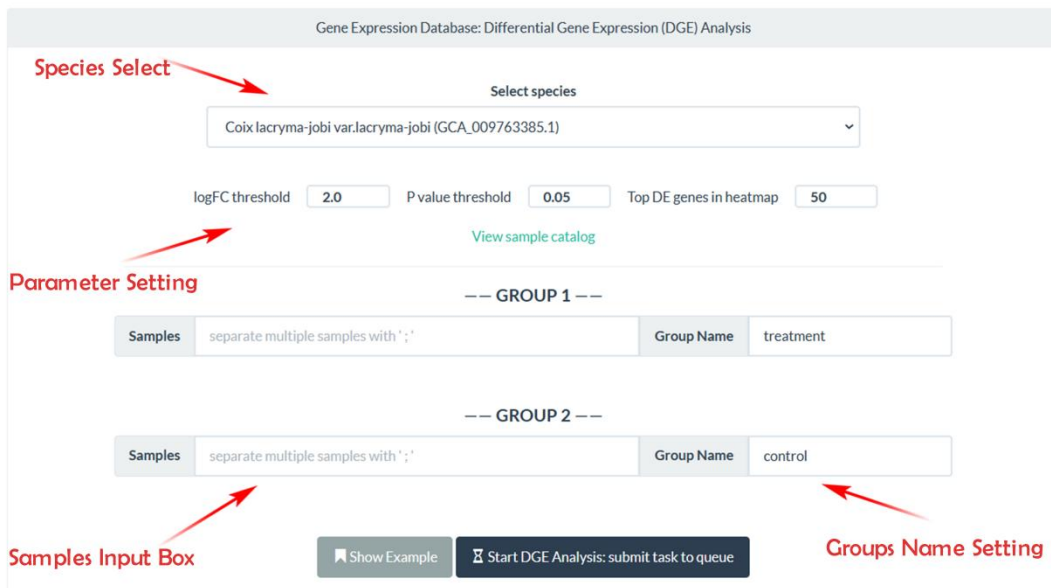 Gene Expression Database: Differential Gene Expression (DGE) Analysis
Species Select
Select species
Coix lacryma-jobi var.lacryma-jobi (GCA_009763385.1)
logFC threshold 2.0 P value threshold 0.05 Top DE genes in heatmap 50
View sample catalog
Parameter Setting
—— GROUP 1 ——
Samples separate multiple samples with ' ; ' Group Name treatment
—— GROUP 2 ——
Samples separate multiple samples with ' ; ' Group Name control
Samples Input Box
Show Example Start DGE Analysis: submit task to queue
Groups Name Setting